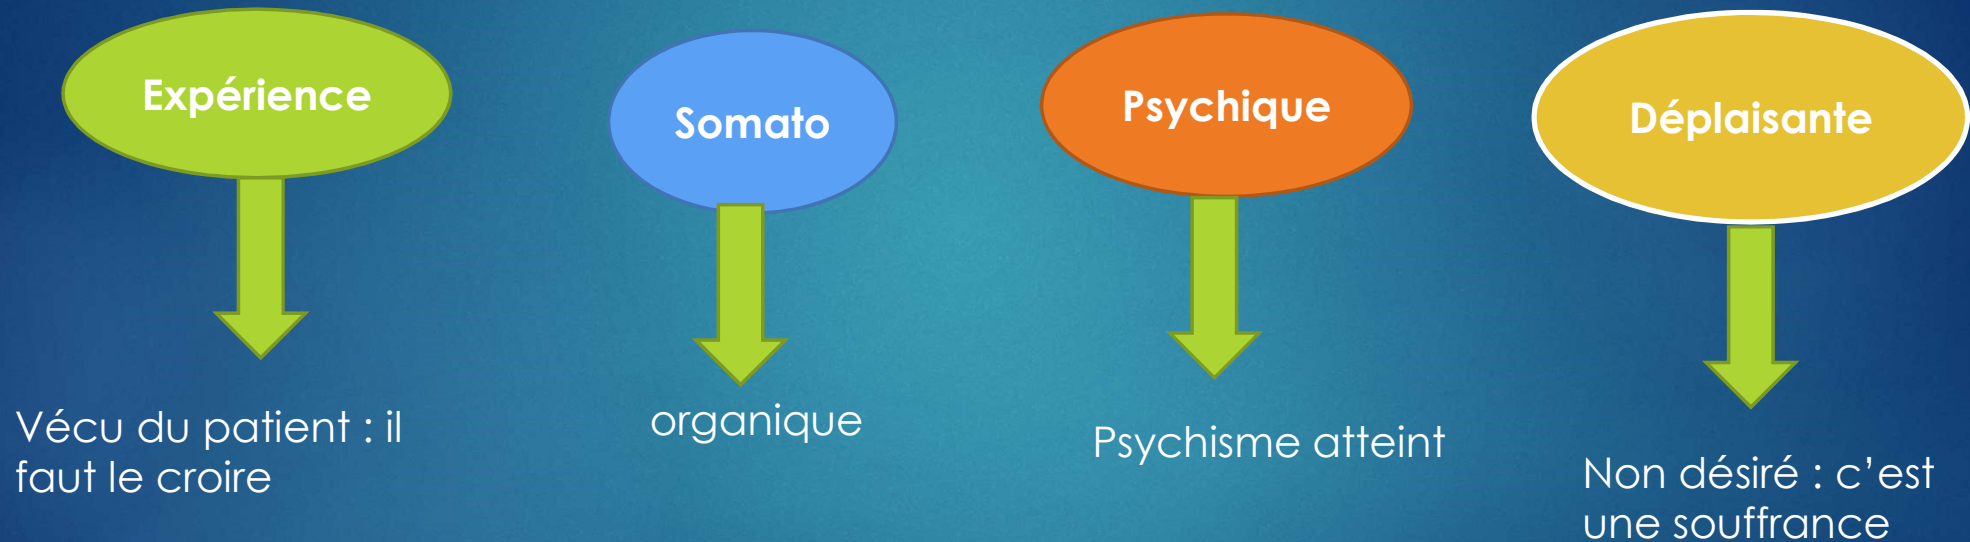 Expérience
Somato
Psychique
Déplaisante
Vécu du patient : il
faut le croire
organique
Psychisme atteint
Non désiré : c’est
une souffrance